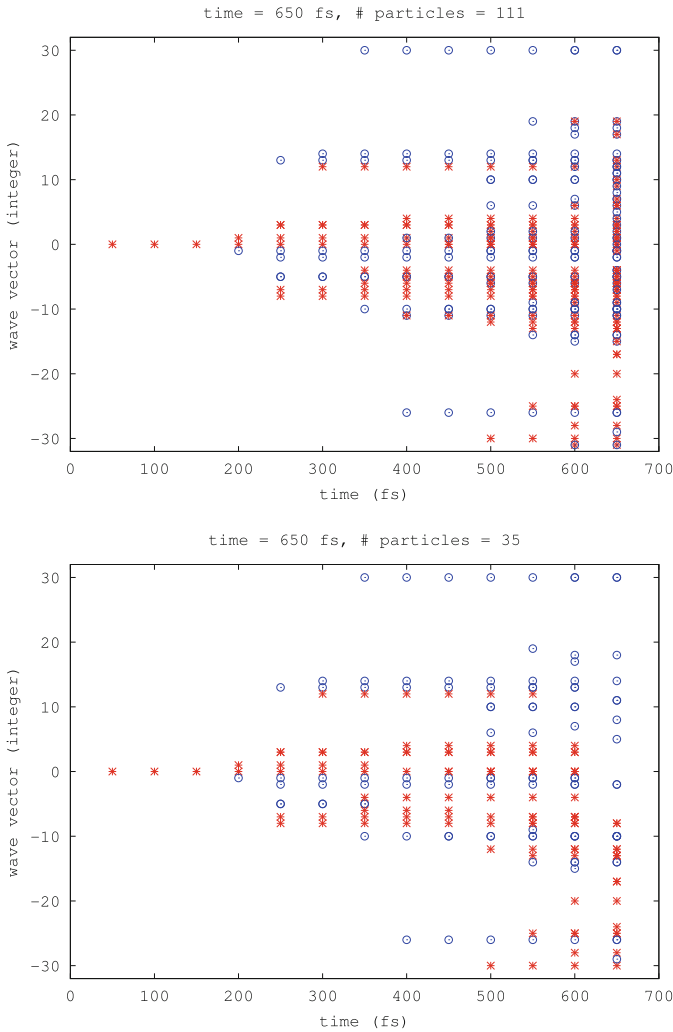 time = 650 fs, # particles = 111
30
20
10
0
−10
−20
−30
wave vector (integer)
0 100 200 300 400 500 600 700
time (fs)
time = 650 fs, # particles = 35
30
20
10
0
−10
−20
−30
wave vector (integer)
0 100 200 300 400 500 600 700
time (fs)